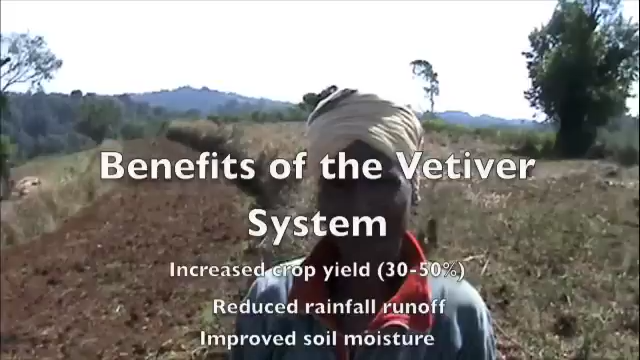 Benefits of the Vetiver
System
Increased crop yield (30-50%)
Reduced rainfall runoff
Improved soil moisture